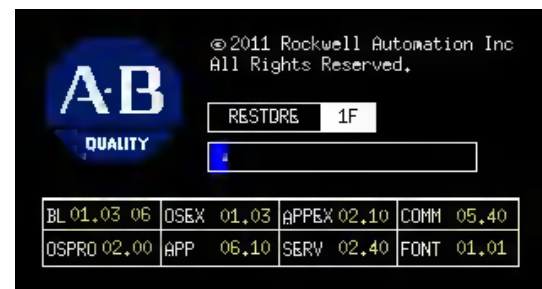 © 2011 Rockwell Automation Inc
All Rights Reserved.
A·B
QUALITY
RESTORE 1F
BL 01.03 06 OSEX 01.03 APPEX 02.10 COMM 05.40
OSPRO 02.00 APP 06.10 SERV 02.40 FONT 01.01